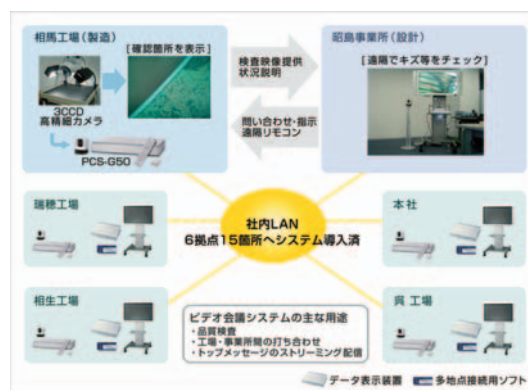 相馬工場（製造）
［確認箇所を表示］
3CCD
高精細カメラ
PCS-G50
検査映像提供
状況説明
問い合わせ・指示
遠隔リモコン
昭島事業所（設計）
［遠隔でキズ等をチェック］
瑞穂工場
社内LAN
6拠点15箇所へシステム導入済
本社
相生工場
ビデオ会議システムの主な用途
・品質検査
・工場・事業所間の打ち合わせ
・トップメッセージのストリーミング配信
呉工場
データ表示装置
多地点接続用ソフト